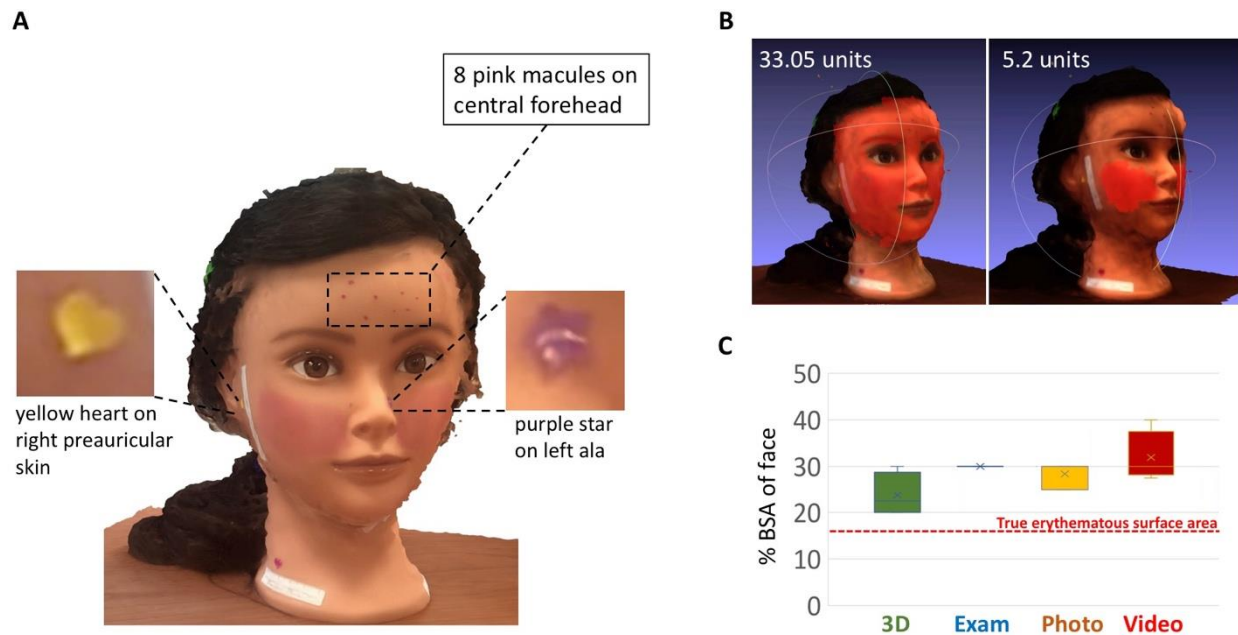 A
8 pink macules on
central forehead
yellow heart on
right preauricular
skin
purple star
on left ala
B
33.05 units
5.2 units
C
% BSA of face
50
40
30
20
10
0
True erythematous surface area
3D Exam Photo Video